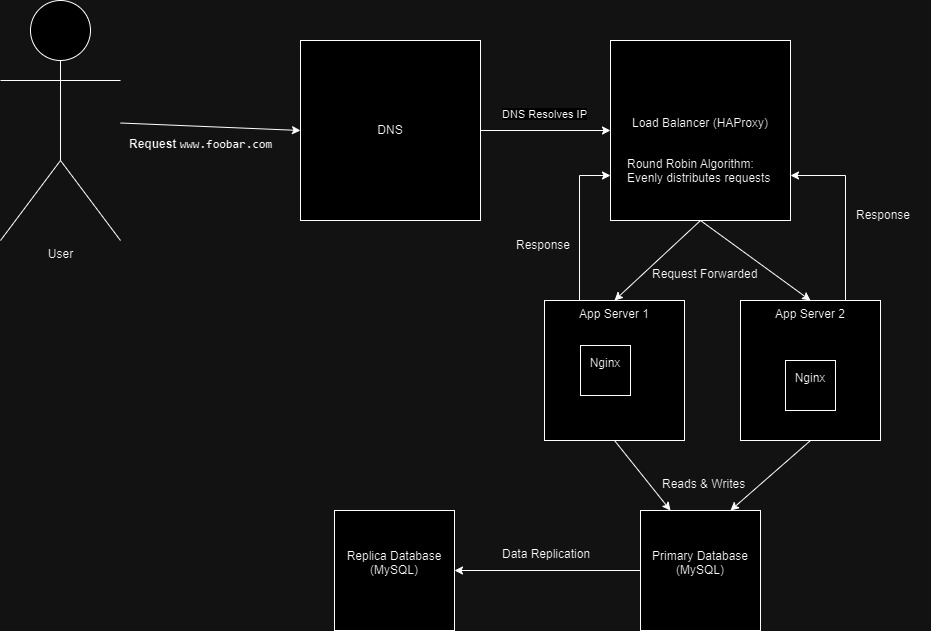 Request www.foobar.com
User
DNS
DNS Resolves IP
Load Balancer (HAProxy)
Round Robin Algorithm:
Evenly distributes requests
Response
Response
Request Forwarded
App Server 1
Nginx
App Server 2
Nginx
Reads & Writes
Replica Database
(MySQL)
Data Replication
Primary Database
(MySQL)